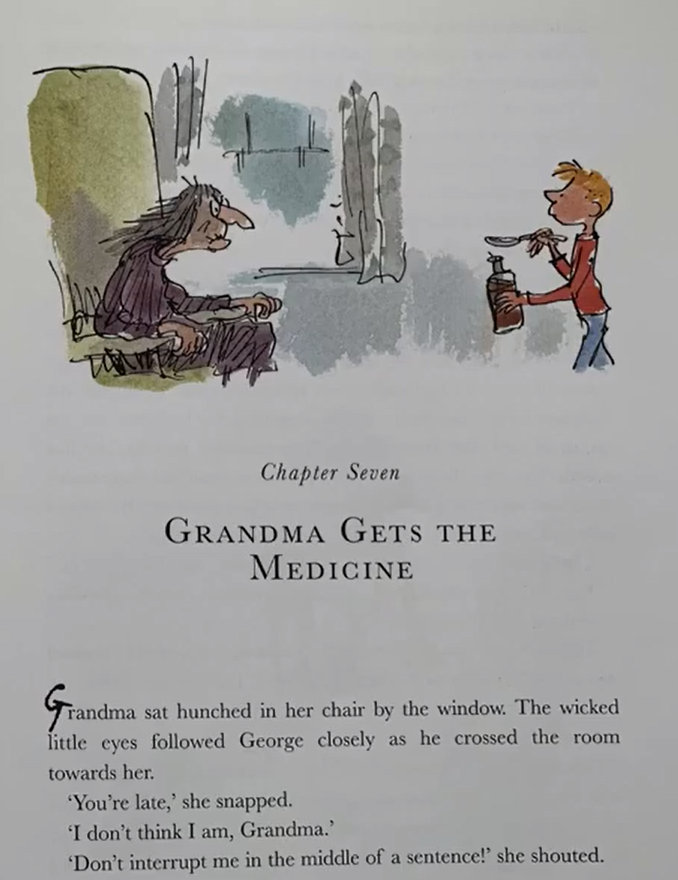 Chapter Seven
Grandma Gets the
Medicine
Grandma sat hunched in her chair by the window. The wicked
little eyes followed George closely as he crossed the room
towards her.
‘You’re late,’ she snapped.
‘I don’t think I am, Grandma.’
‘Don’t interrupt me in the middle of a sentence!’ she shouted.